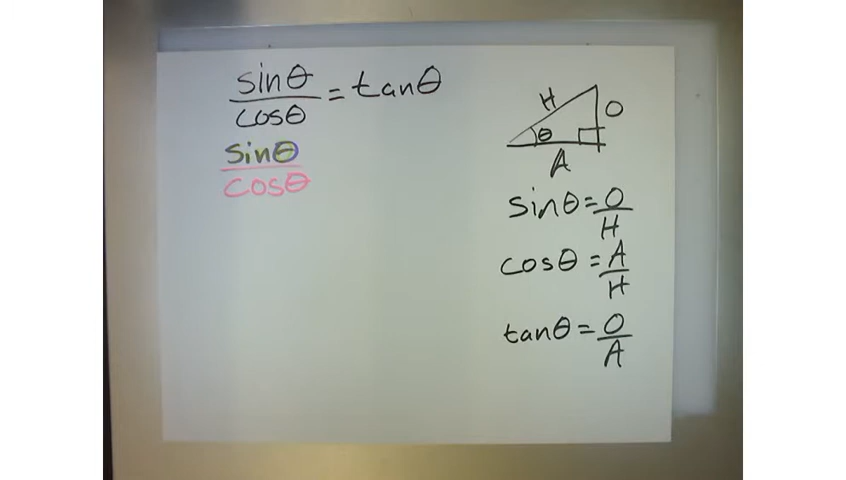 sinθ/cosθ = tanθ
sinθ/cosθ
H
O
θ
A
sinθ = O/H
cosθ = A/H
tanθ = O/A